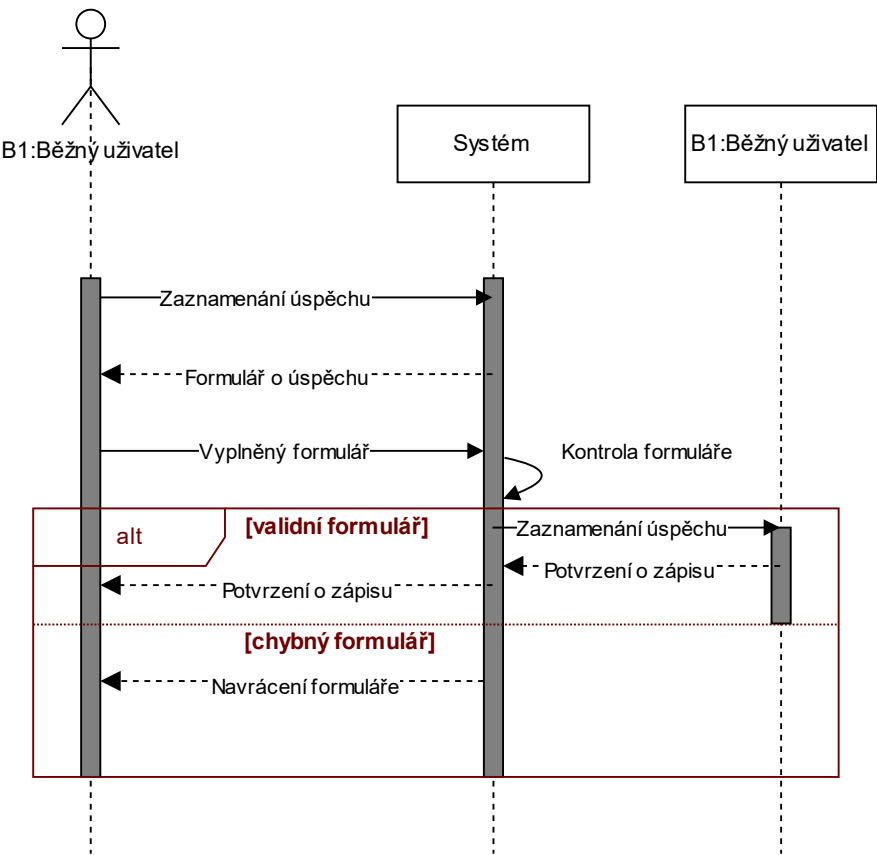 B1:Běžný uživatel
Systém
B1:Běžný uživatel
Zaznamenání úspěchu
Formulář o úspěchu
Vyplněný formulář
Kontrola formuláře
alt
[validní formulář]
Zaznamenání úspěchu
Potvrzení o zápisu
Potvrzení o zápisu
[chybný formulář]
Navrácení formuláře